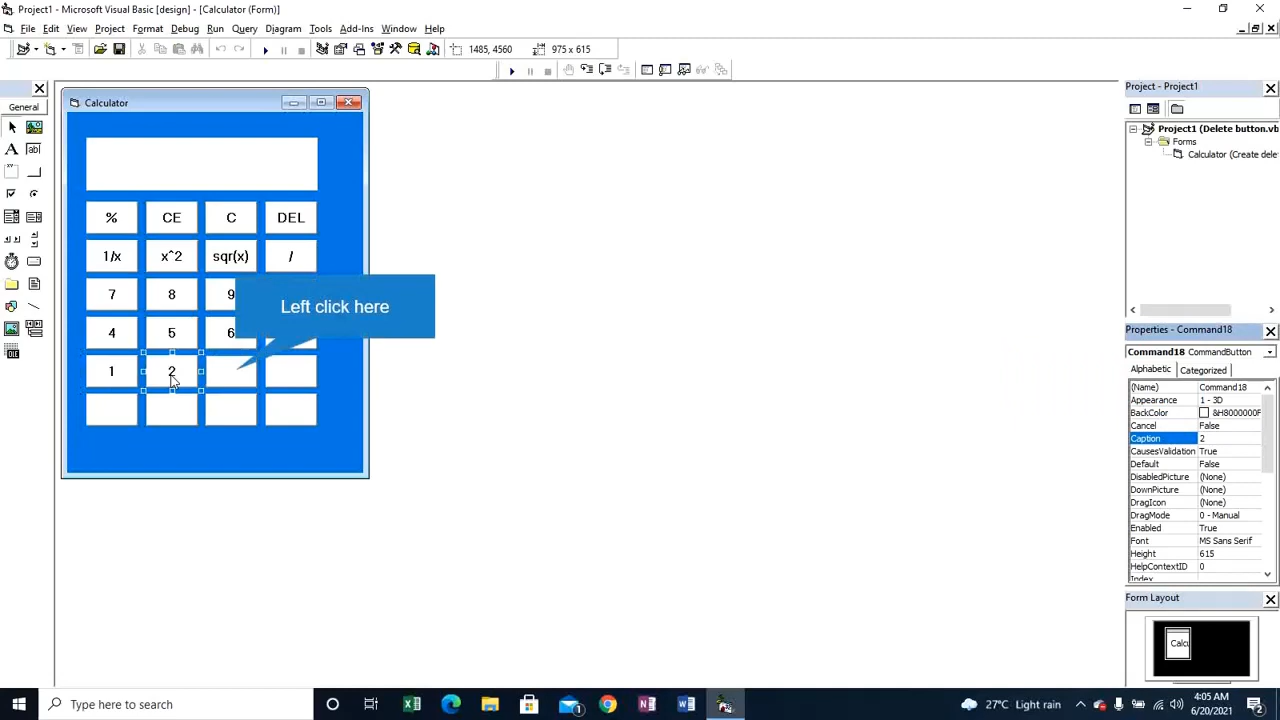 Project1 - Microsoft Visual Basic [design] - [Calculator (Form)]
File Edit View Project Format Debug Run Query Diagram Tools Add-Ins Window Help
1485, 4560 975 x 615
General
Calculator
% CE C DEL
1/x x^2 sqr(x) /
7 8 9
Left click here
4 5 6
1 2
Project - Project1
Project1 (Delete button.vb
Forms
Calculator (Create dele
Properties - Command18
Command18 CommandButton
Alphabetic Categorized
(Name) Command18
Appearance 1 - 3D
BackColor &H8000000F
Cancel False
Caption 2
CausesValidation True
Default False
DisabledPicture (None)
DownPicture (None)
DragIcon (None)
DragMode 0 - Manual
Enabled True
Font MS Sans Serif
Height 615
HelpContextID 0
Index
Form Layout
Calcu
Type here to search
27°C Light rain
4:05 AM
6/20/2021